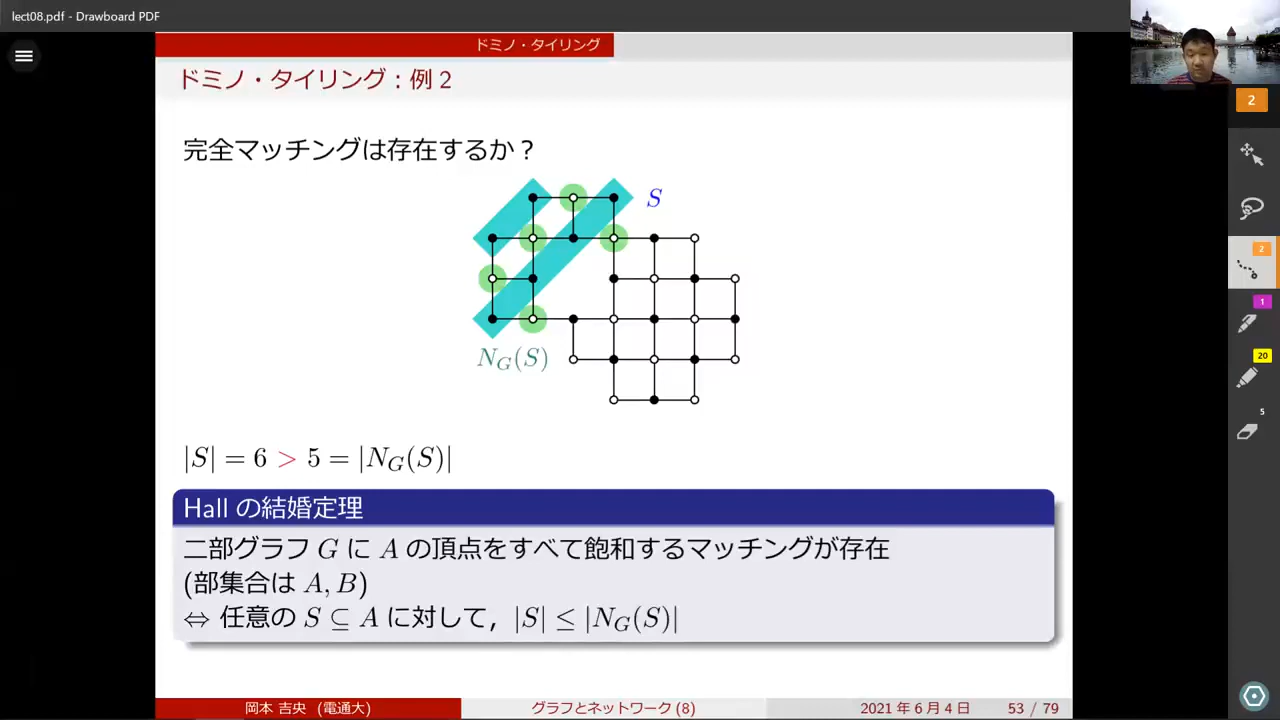 lect08.pdf - Drawboard PDF
ドミノ・タイリング
ドミノ・タイリング : 例 2
2
完全マッチングは存在するか？
S
N_G(S)
2
1
20
5
|S| = 6 > 5 = |N_G(S)|
Hall の結婚定理
二部グラフ G に A の頂点をすべて飽和するマッチングが存在
(部集合は A, B)
⇔ 任意の S ⊆ A に対して，|S| ≤ |N_G(S)|
岡本 吉央 (電通大)
グラフとネットワーク (8)
2021 年 6 月 4 日
53 / 79